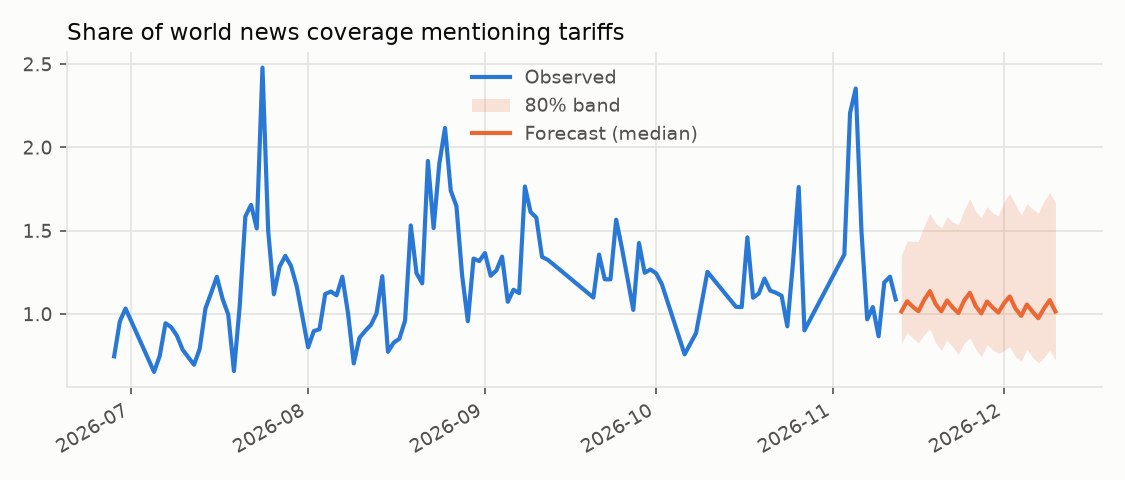 Share of world news coverage mentioning tariffs
2.5
2.0
1.5
1.0
Observed
80% band
Forecast (median)
2026-07
2026-08
2026-09
2026-10
2026-11
2026-12